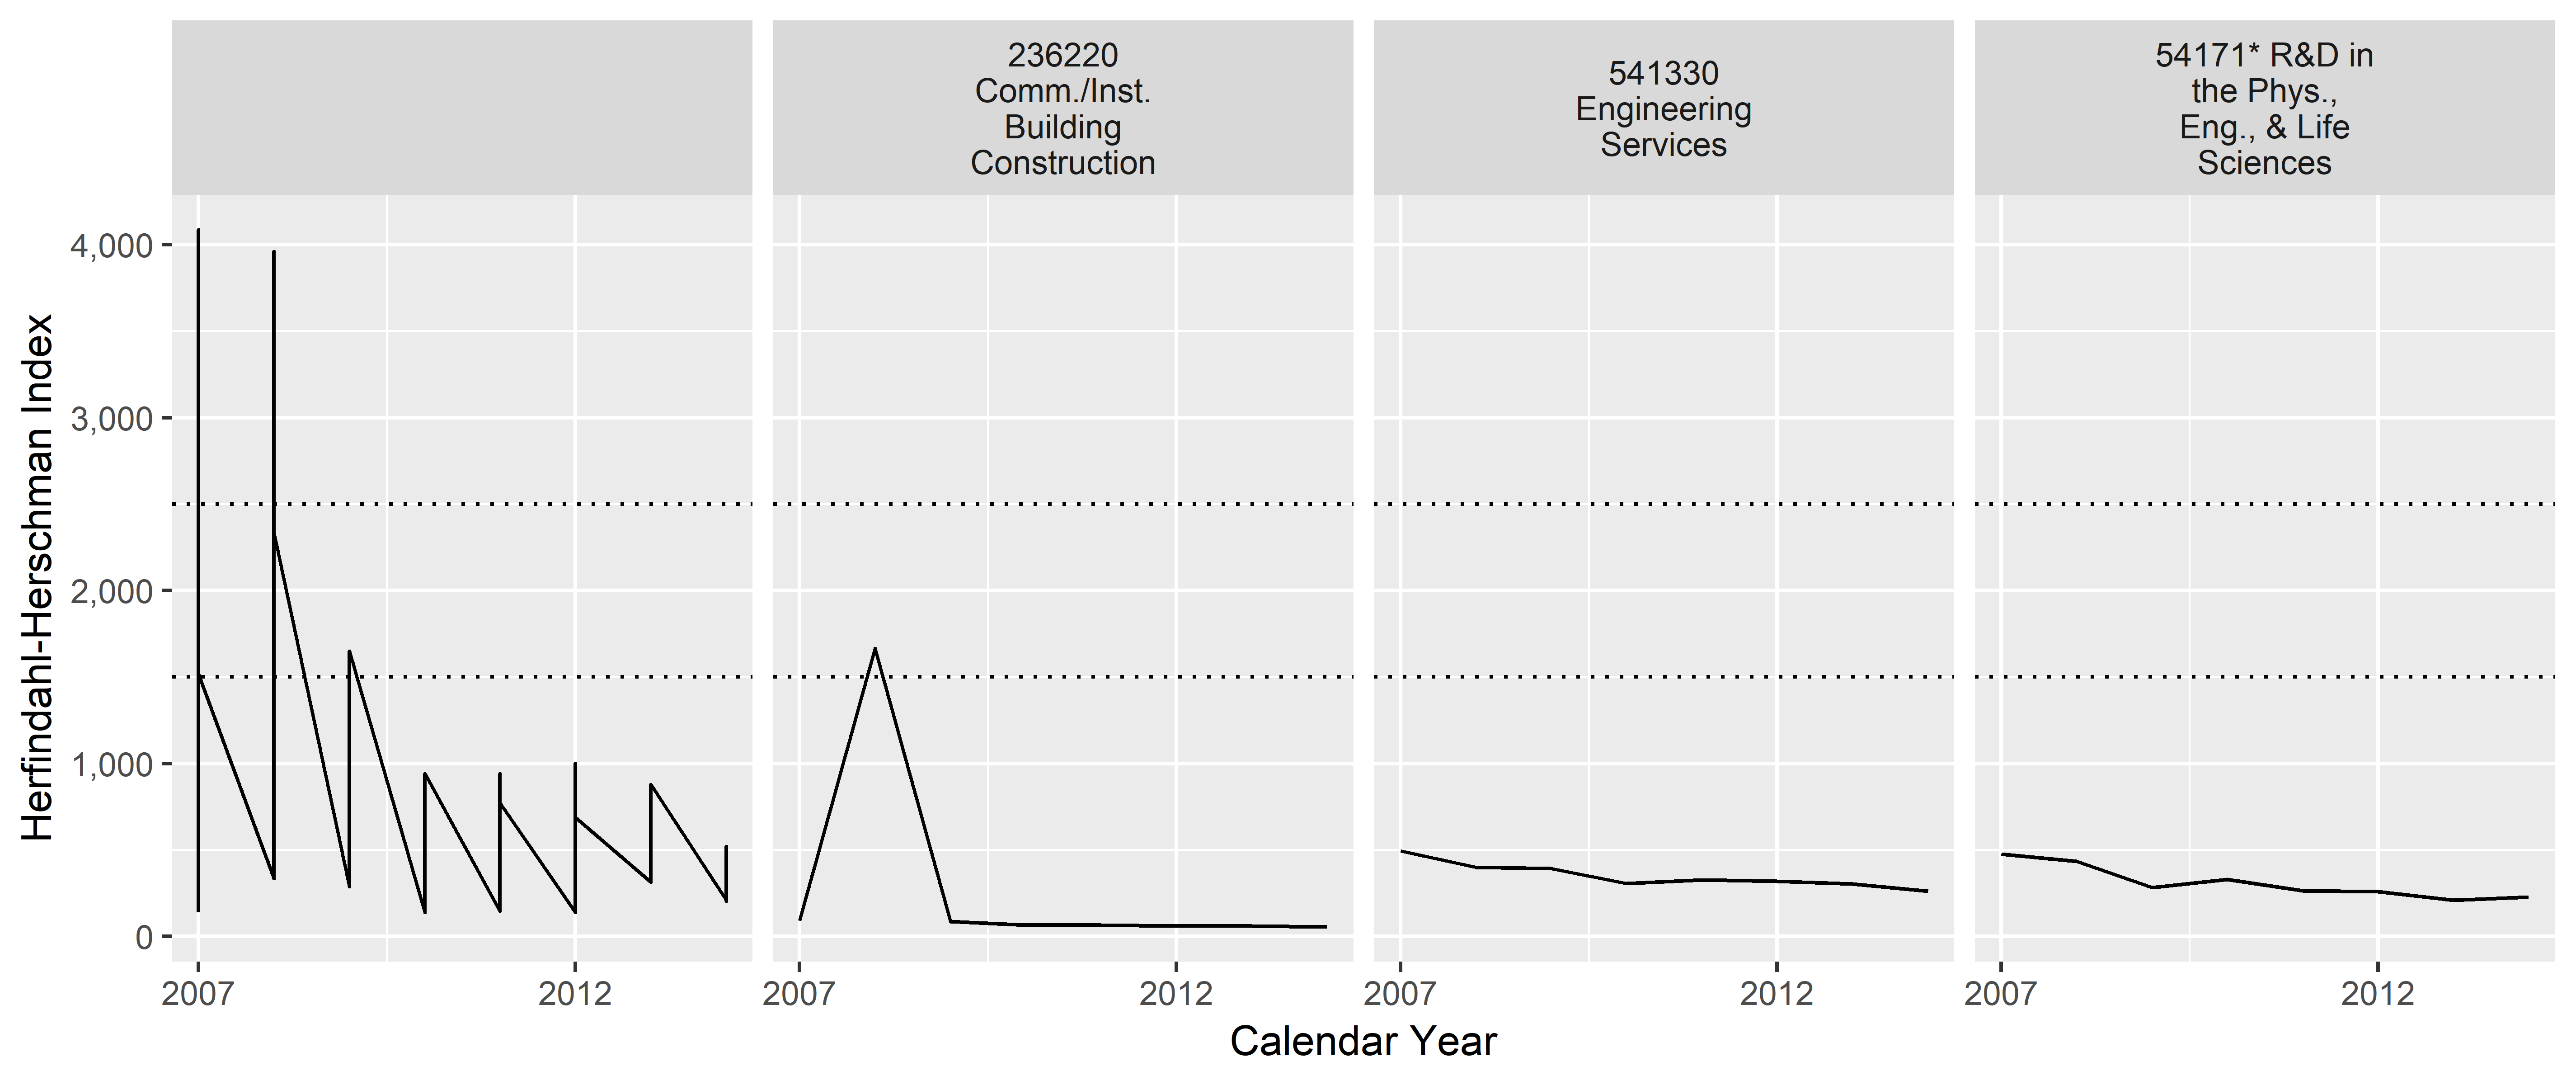 236220
Comm./Inst.
Building
Construction
541330
Engineering
Services
54171* R&D in
the Phys.,
Eng., & Life
Sciences
Herfindahl-Herschman Index
4,000
3,000
2,000
1,000
0
2007
2012
2007
2012
2007
2012
2007
2012
Calendar Year